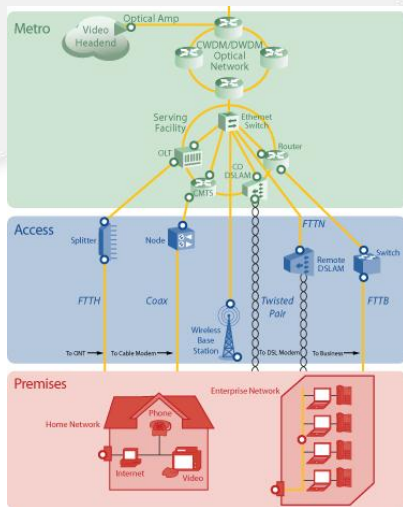 Metro
Optical Amp
Video
Headend
CWDM/DWDM
Optical
Network
Serving
Facility
Ethernet
Switch
Router
OLT
CO
DSLAM
CMTS
FTTN
Access
Splitter
Node
Remote
DSLAM
Switch
FTTH
Coax
Wireless
Base
Station
Twisted
Pair
FTTB
To ONT
To Cable Modem
To DSL Modem
To Business
Premises
Enterprise Network
Home Network
Phone
Internet
Video